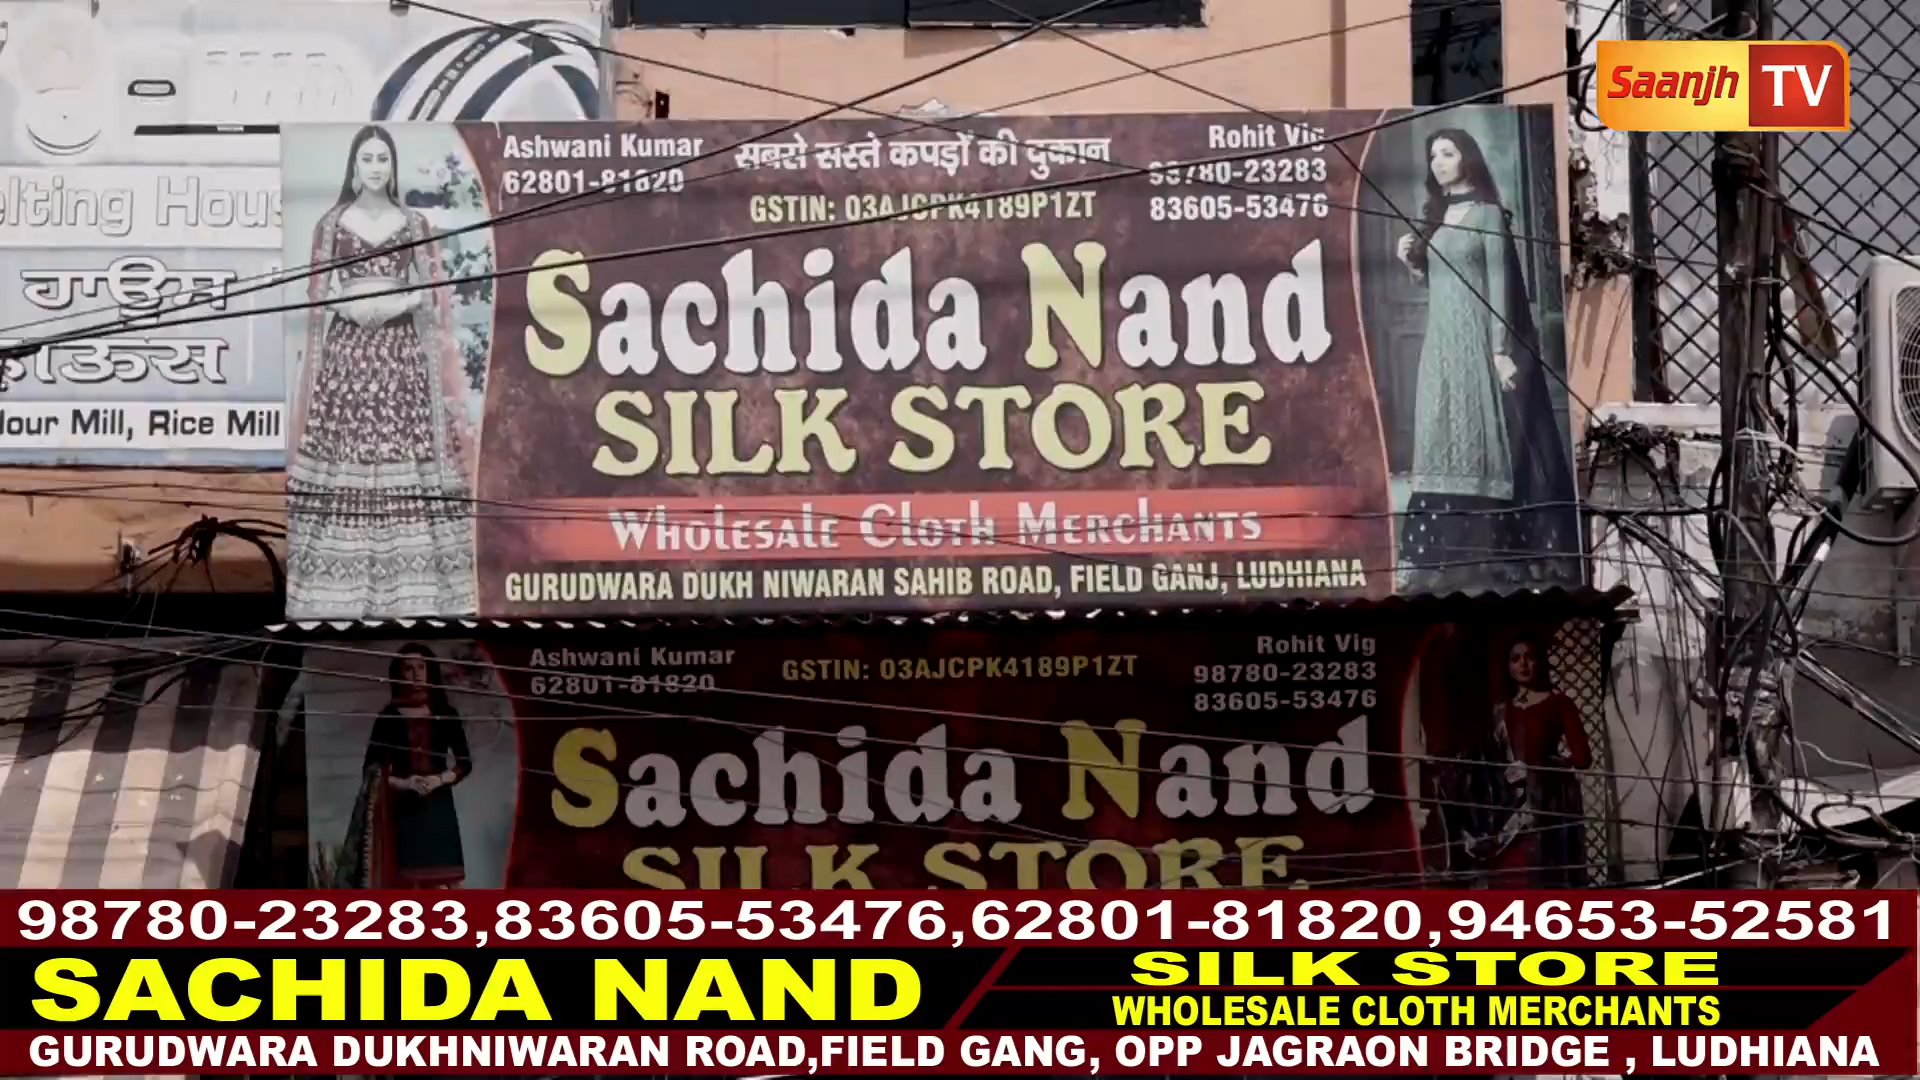 Saanjh TV
elting Hous
ਹਾਊਸ
हाऊस
lour Mill, Rice Mill
Ashwani Kumar
62801-81820
सबसे सस्ते कपड़ों की दुकान
GSTIN: 03AJCPK4189P1ZT
Rohit Vig
98780-23283
83605-53476
Sachida Nand
SILK STORE
Wholesale Cloth Merchants
GURUDWARA DUKH NIWARAN SAHIB ROAD, FIELD GANJ, LUDHIANA
Ashwani Kumar
62801-81820
GSTIN: 03AJCPK4189P1ZT
Rohit Vig
98780-23283
83605-53476
Sachida Nand
SILK STORE
98780-23283,83605-53476,62801-81820,94653-52581
SACHIDA NAND
SILK STORE
WHOLESALE CLOTH MERCHANTS
GURUDWARA DUKHNIWARAN ROAD,FIELD GANG, OPP JAGRAON BRIDGE , LUDHIANA